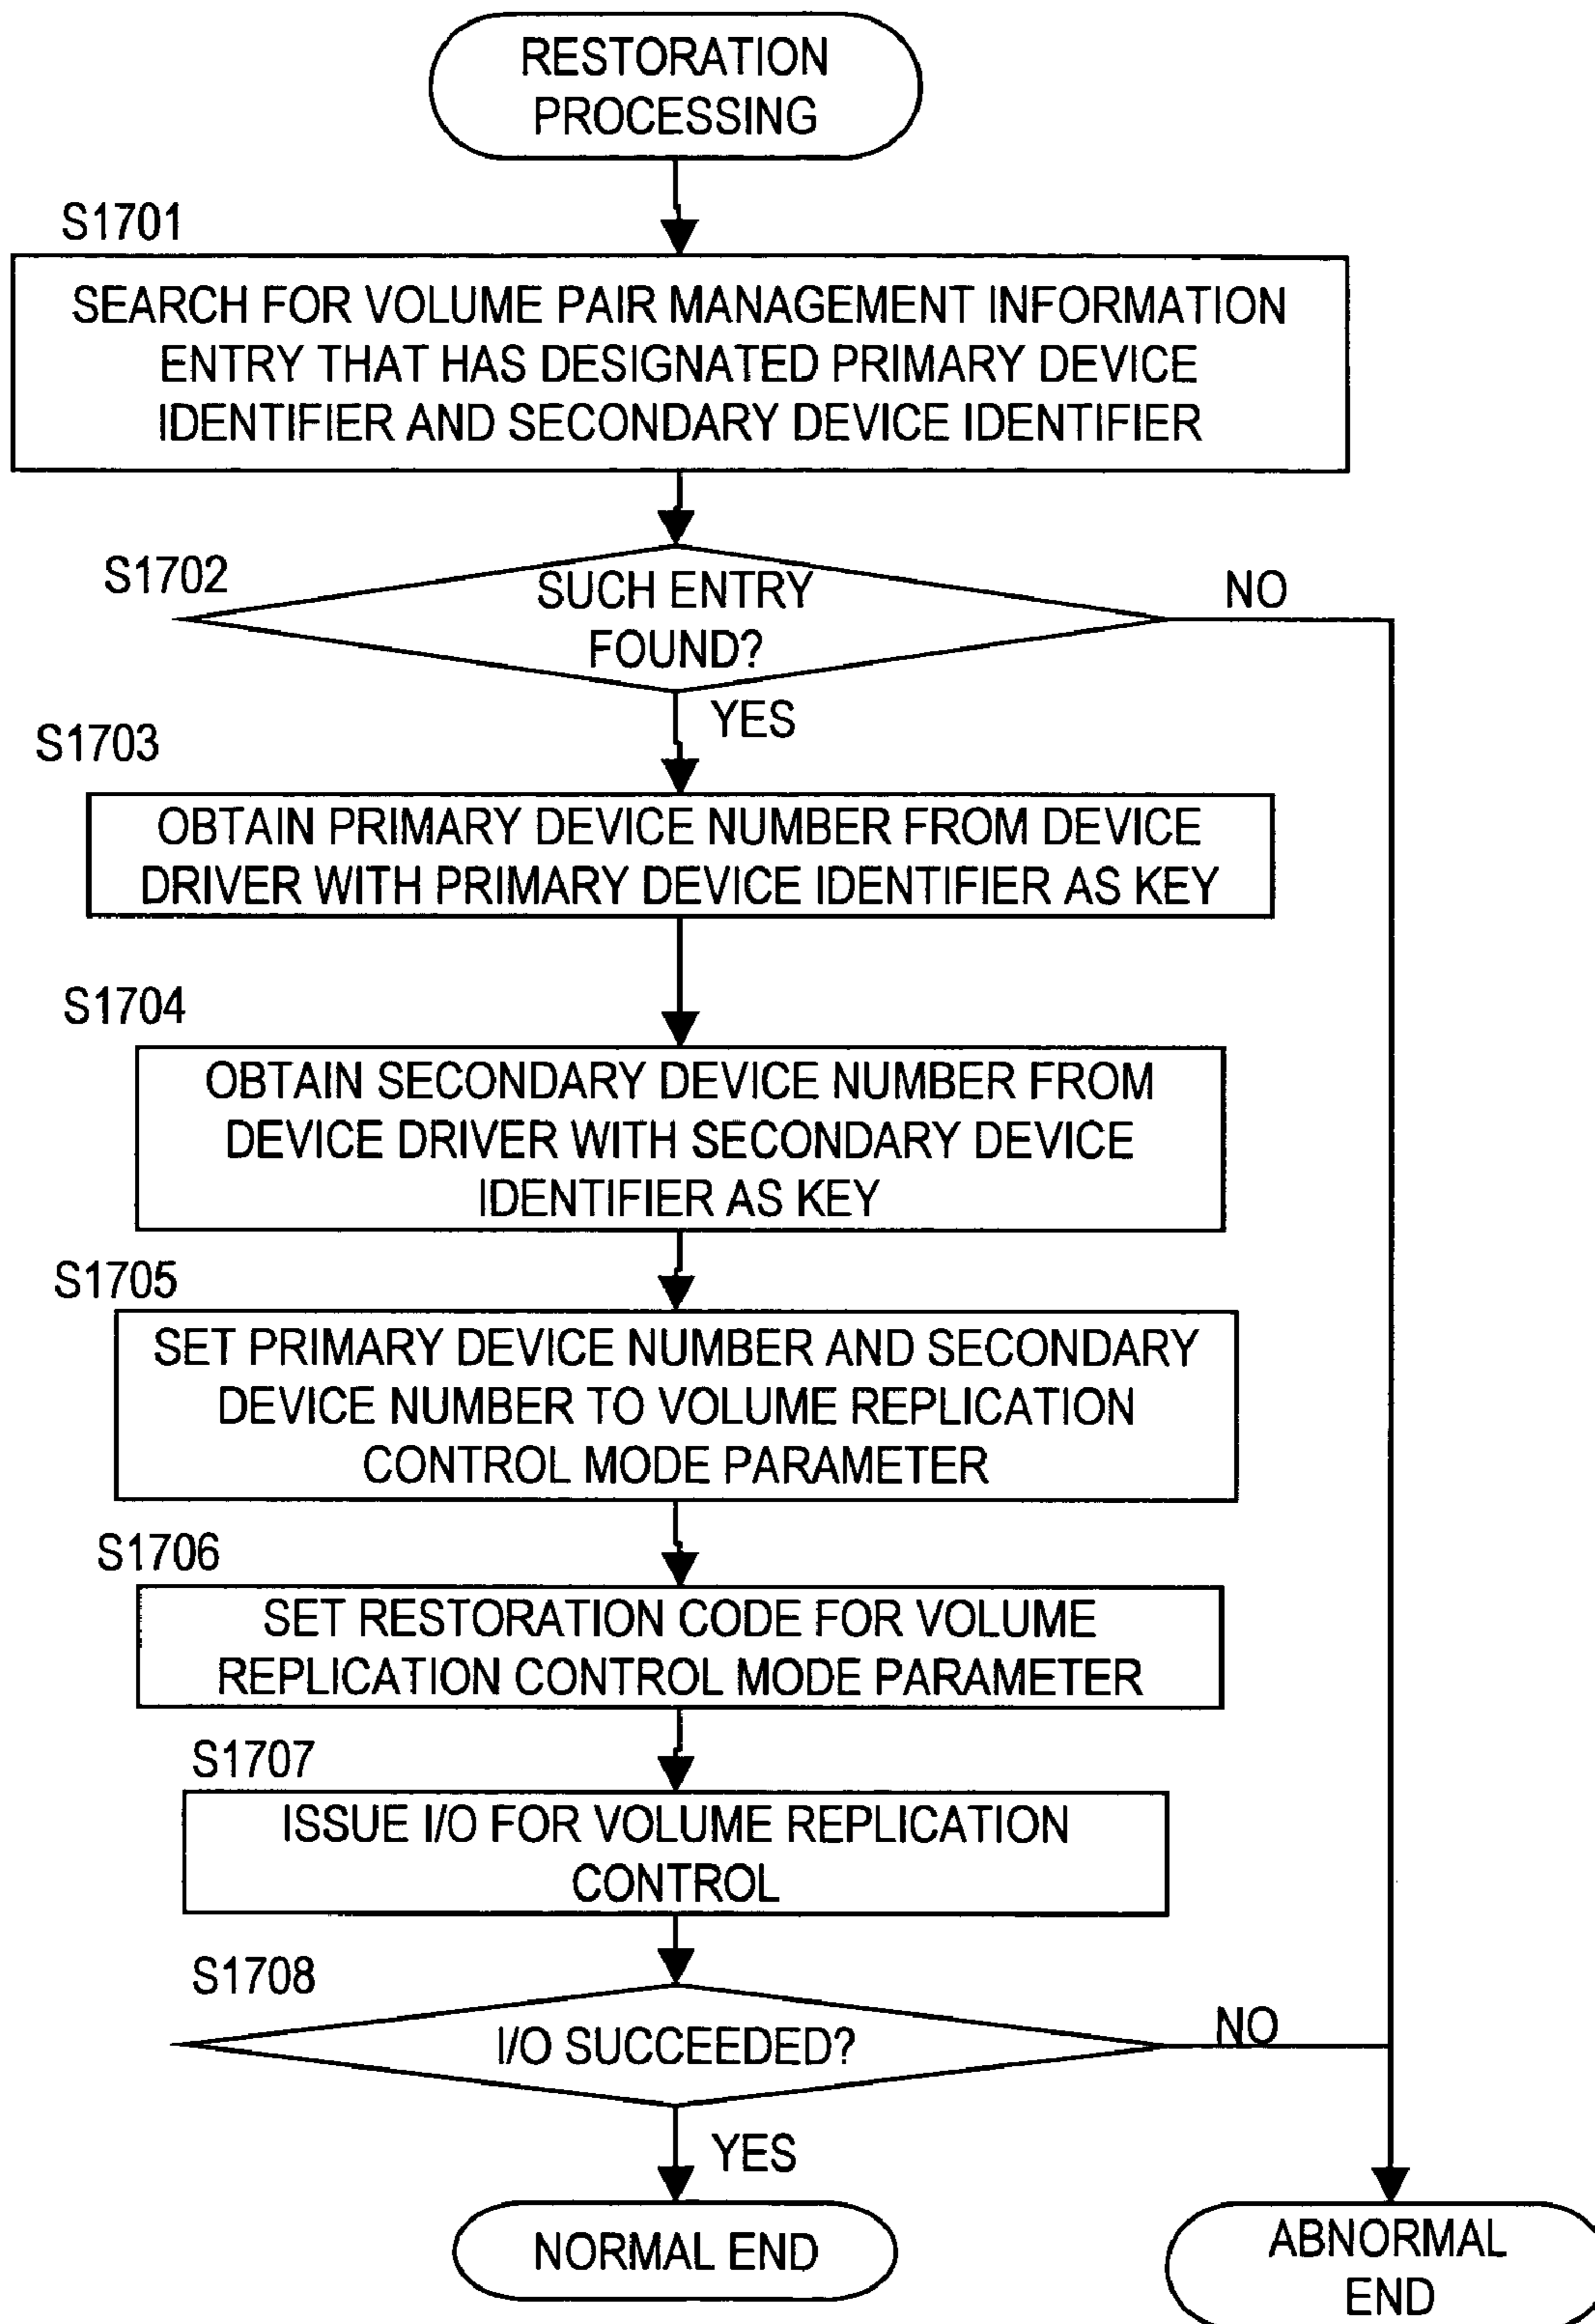 RESTORATION
PROCESSING
S1701
SEARCH FOR VOLUME PAIR MANAGEMENT INFORMATION
ENTRY THAT HAS DESIGNATED PRIMARY DEVICE
IDENTIFIER AND SECONDARY DEVICE IDENTIFIER
S1702
SUCH ENTRY
FOUND?
NO
YES
S1703
OBTAIN PRIMARY DEVICE NUMBER FROM DEVICE
DRIVER WITH PRIMARY DEVICE IDENTIFIER AS KEY
S1704
OBTAIN SECONDARY DEVICE NUMBER FROM
DEVICE DRIVER WITH SECONDARY DEVICE
IDENTIFIER AS KEY
S1705
SET PRIMARY DEVICE NUMBER AND SECONDARY
DEVICE NUMBER TO VOLUME REPLICATION
CONTROL MODE PARAMETER
S1706
SET RESTORATION CODE FOR VOLUME
REPLICATION CONTROL MODE PARAMETER
S1707
ISSUE I/O FOR VOLUME REPLICATION
CONTROL
S1708
I/O SUCCEEDED?
NO
YES
NORMAL END
ABNORMAL
END